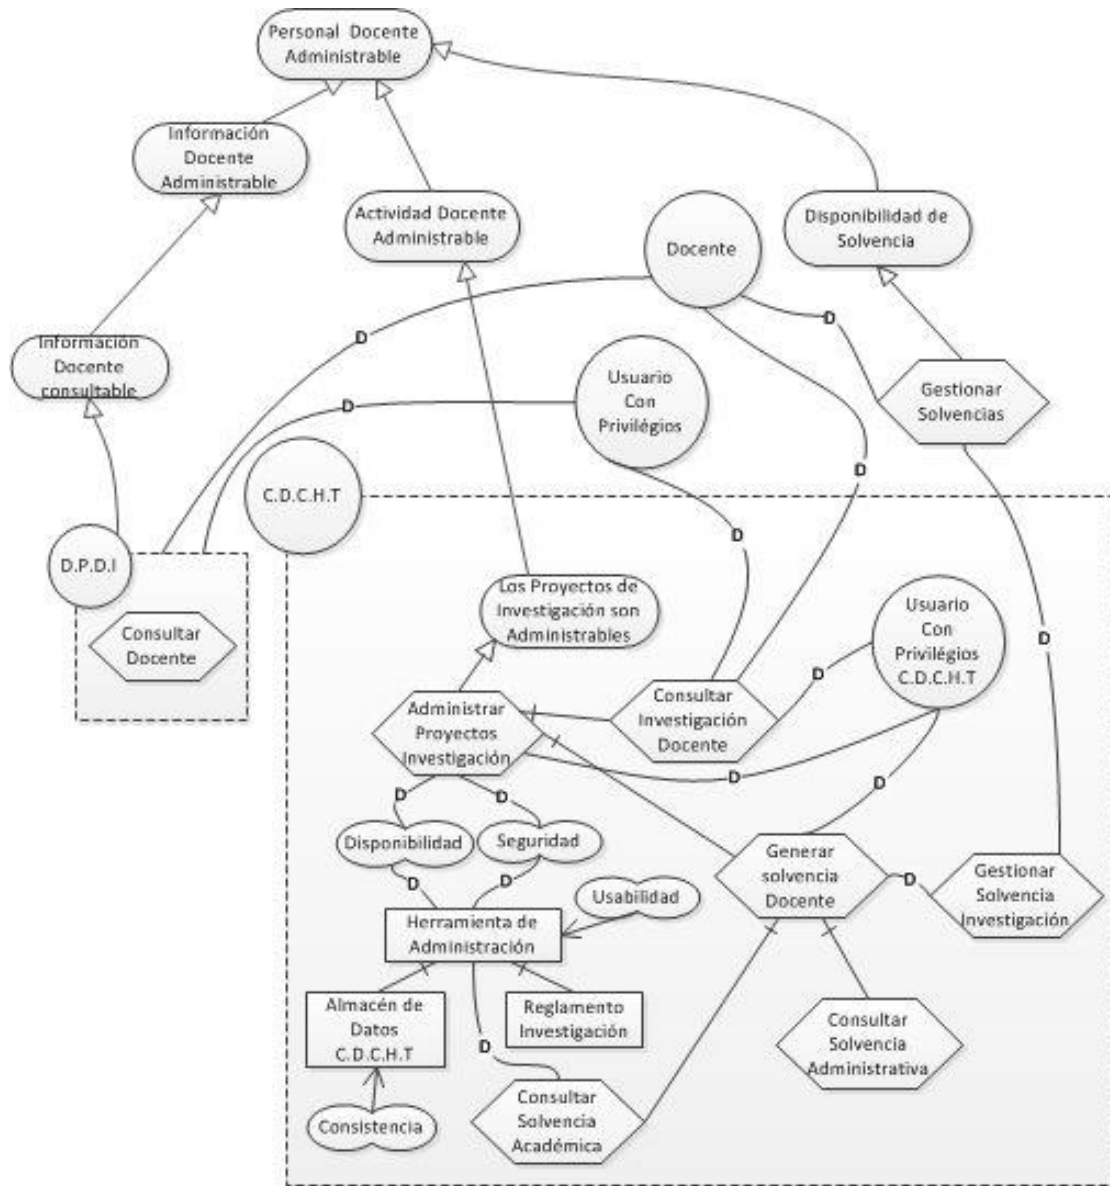 Personal Docente
Administrable
Información
Docente
Administrable
Actividad Docente
Administrable
Docente
Disponibilidad de
Solvencia
D
D
Información
Docente
consultable
Usuario
Con
Privilégios
Gestionar
Solvencias
D
C.D.C.H.T
D
D
D.P.D.I
Consultar
Docente
Los Proyectos de
Investigación son
Administrables
Usuario
Con
Privilégios
C.D.C.H.T
D
D
Administrar
Proyectos
Investigación
Consultar
Investigación
Docente
D
D
D
D
Disponibilidad
Seguridad
Generar
solvencia
Docente
D
Gestionar
Solvencia
Investigación
D
D
Usabilidad
Herramienta de
Administración
Almacén de
Datos
C.D.C.H.T
Reglamento
Investigación
Consultar
Solvencia
Administrativa
D
Consistencia
Consultar
Solvencia
Académica